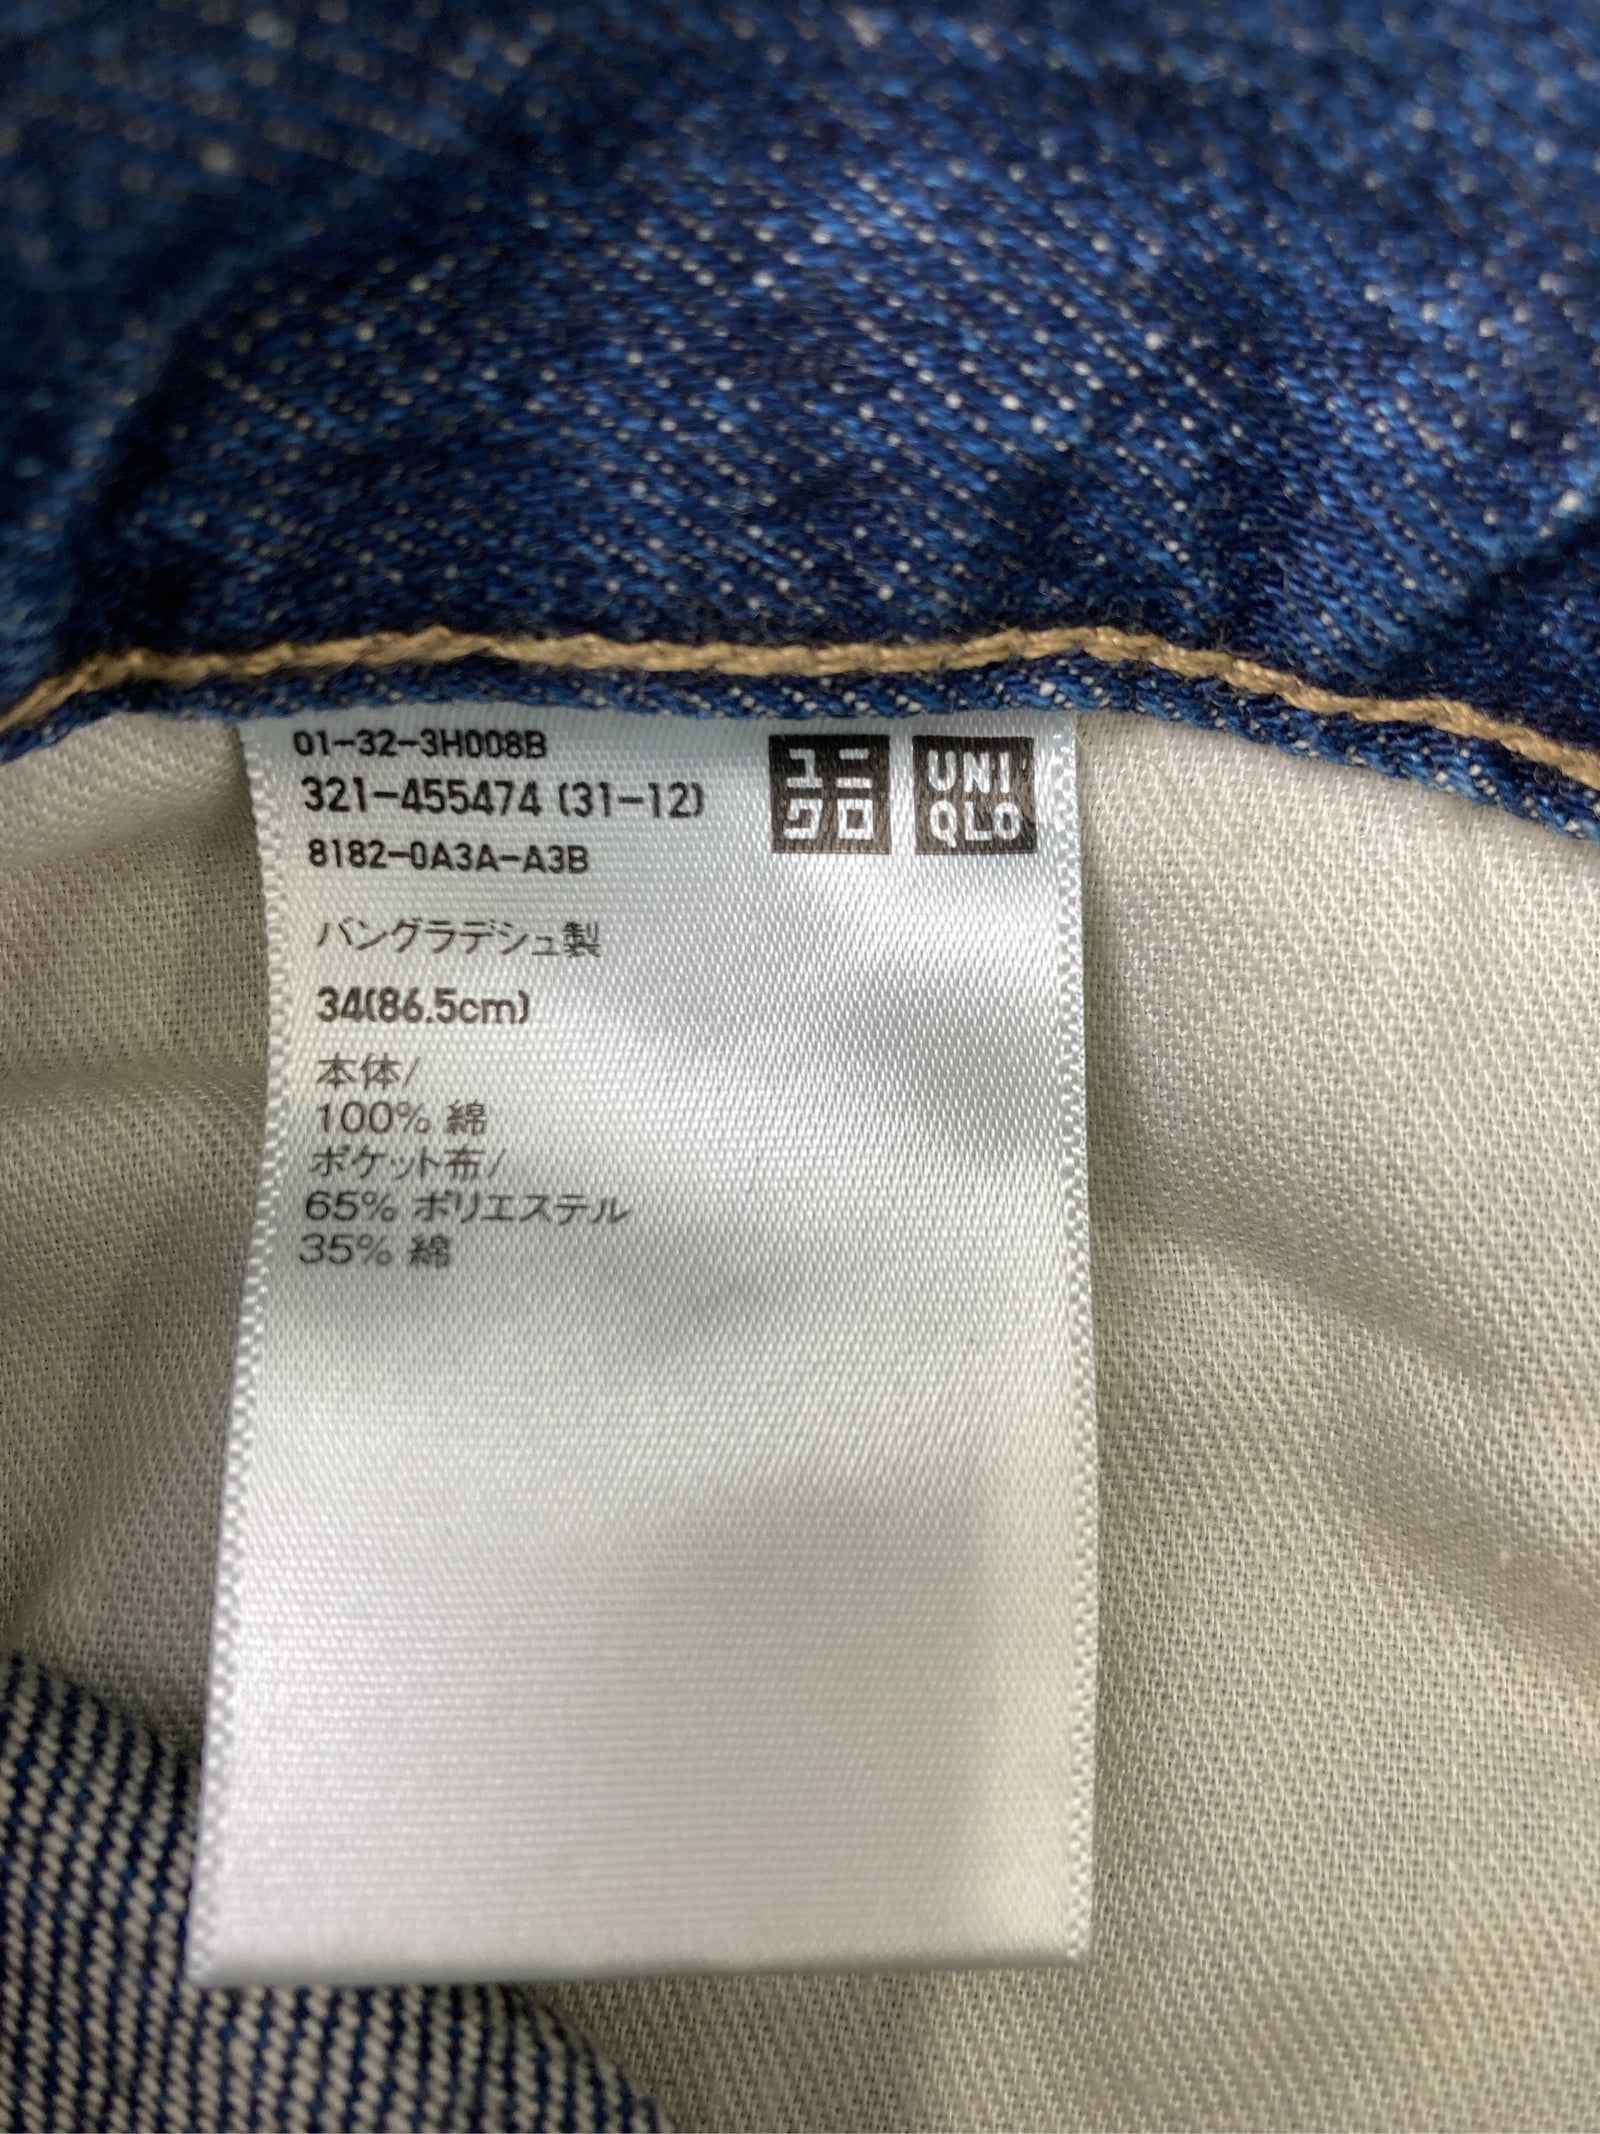 01-32-3H008B
321-455474 (31-12)
8182-0A3A-A3B
ユニ
クロ
UNI
QLO
バングラデシュ製
34(86.5cm)
本体/
100% 綿
ポケット布/
65% ポリエステル
35% 綿